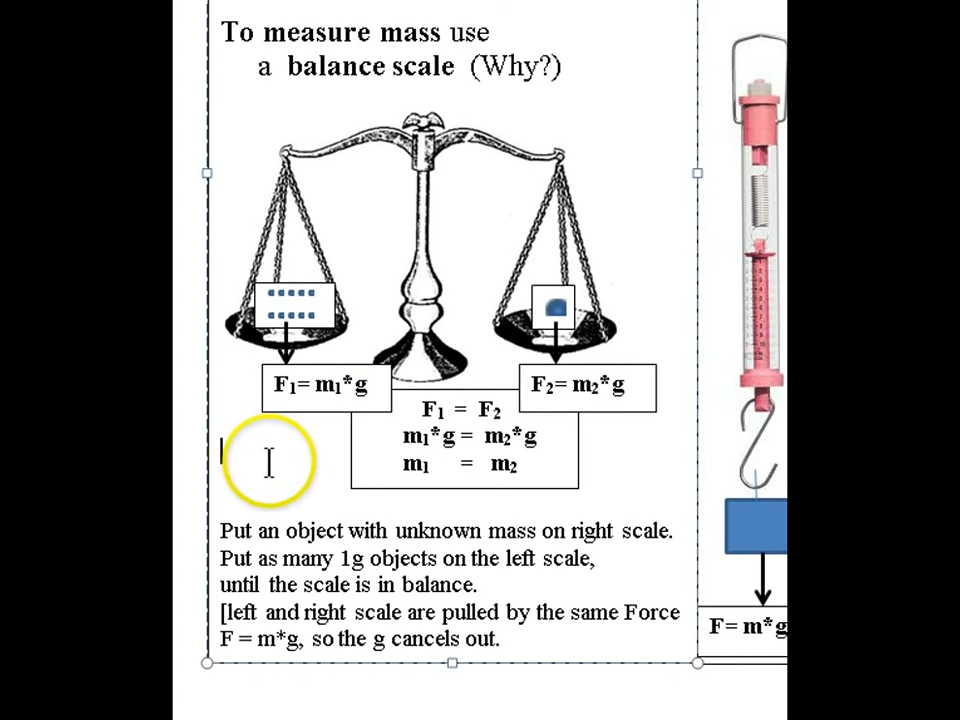 To measure mass use
a balance scale (Why?)
F1= m1*g
F2= m2*g
F1 = F2
m1*g = m2*g
m1 = m2
Put an object with unknown mass on right scale.
Put as many 1g objects on the left scale,
until the scale is in balance.
[left and right scale are pulled by the same Force
F = m*g, so the g cancels out.
F= m*g